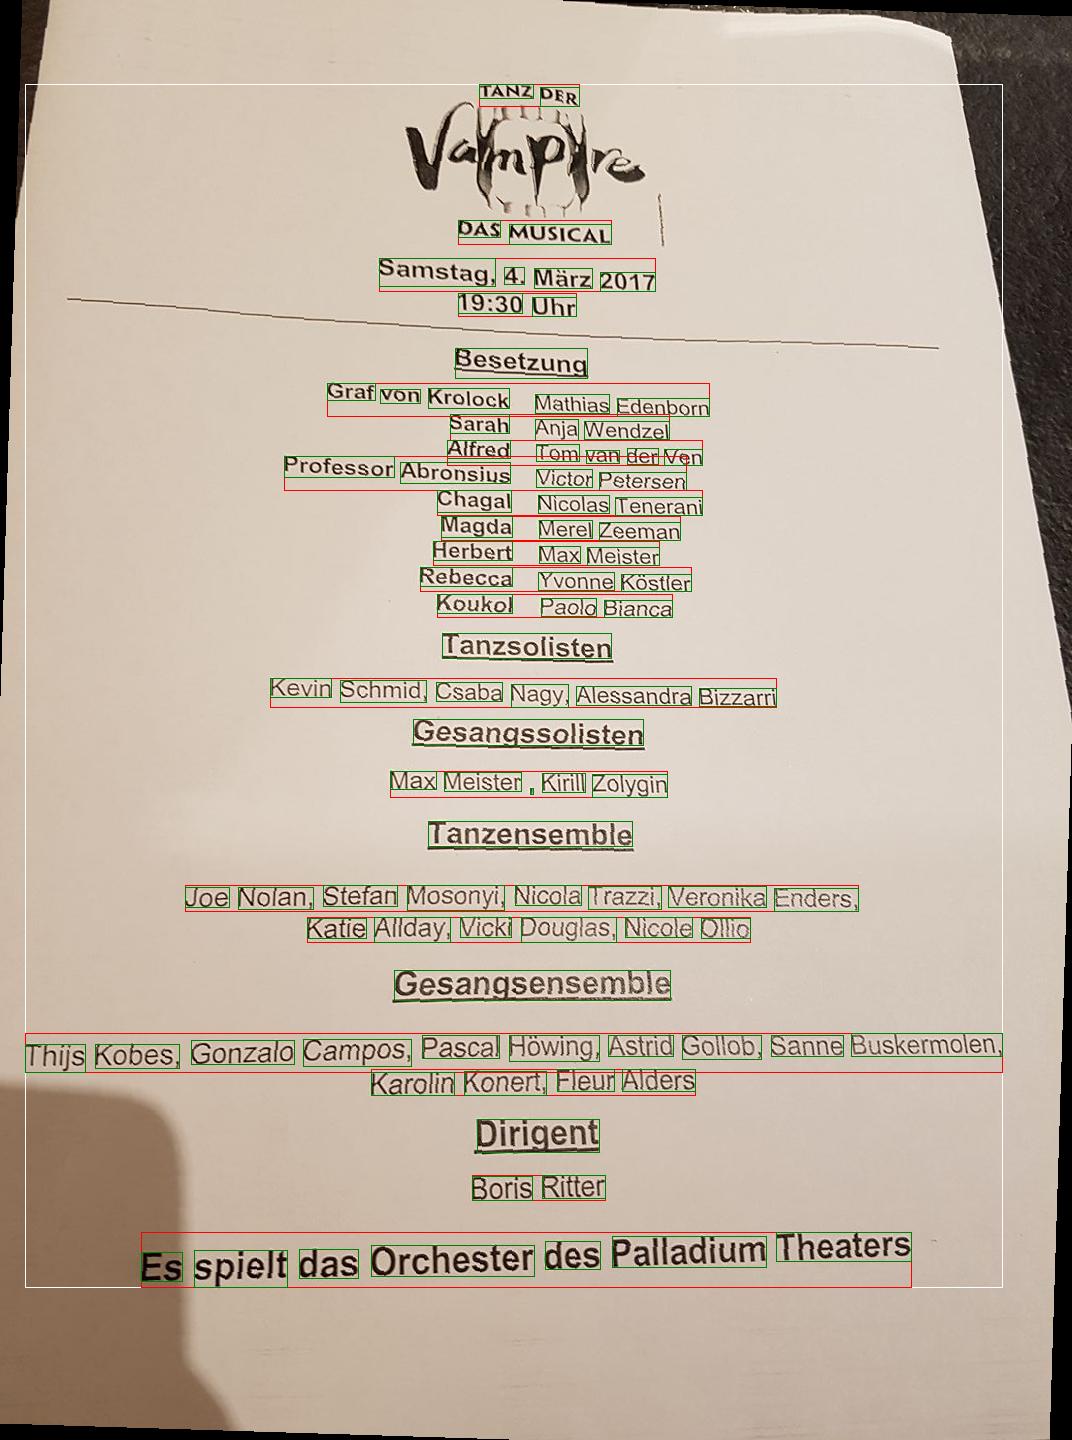 TANZ DER
Vampire
DAS MUSICAL
Samstag, 4. März 2017
19:30 Uhr
Besetzung
Graf von Krolock Mathias Edenborn
Sarah Anja Wendzel
Alfred Tom van der Ven
Professor Abronsius Victor Petersen
Chagal Nicolas Tenerani
Magda Merel Zeeman
Herbert Max Meister
Rebecca Yvonne Köstler
Koukol Paolo Bianca
Tanzsolisten
Kevin Schmid, Csaba Nagy, Alessandra Bizzarri
Gesangssolisten
Max Meister , Kirill Zolygin
Tanzensemble
Joe Nolan, Stefan Mosonyi, Nicola Trazzi, Veronika Enders,
Katie Allday, Vicki Douglas, Nicole Ollio
Gesangsensemble
Thijs Kobes, Gonzalo Campos, Pascal Höwing, Astrid Gollob, Sanne Buskermolen,
Karolin Konert, Fleur Alders
Dirigent
Boris Ritter
Es spielt das Orchester des Palladium Theaters